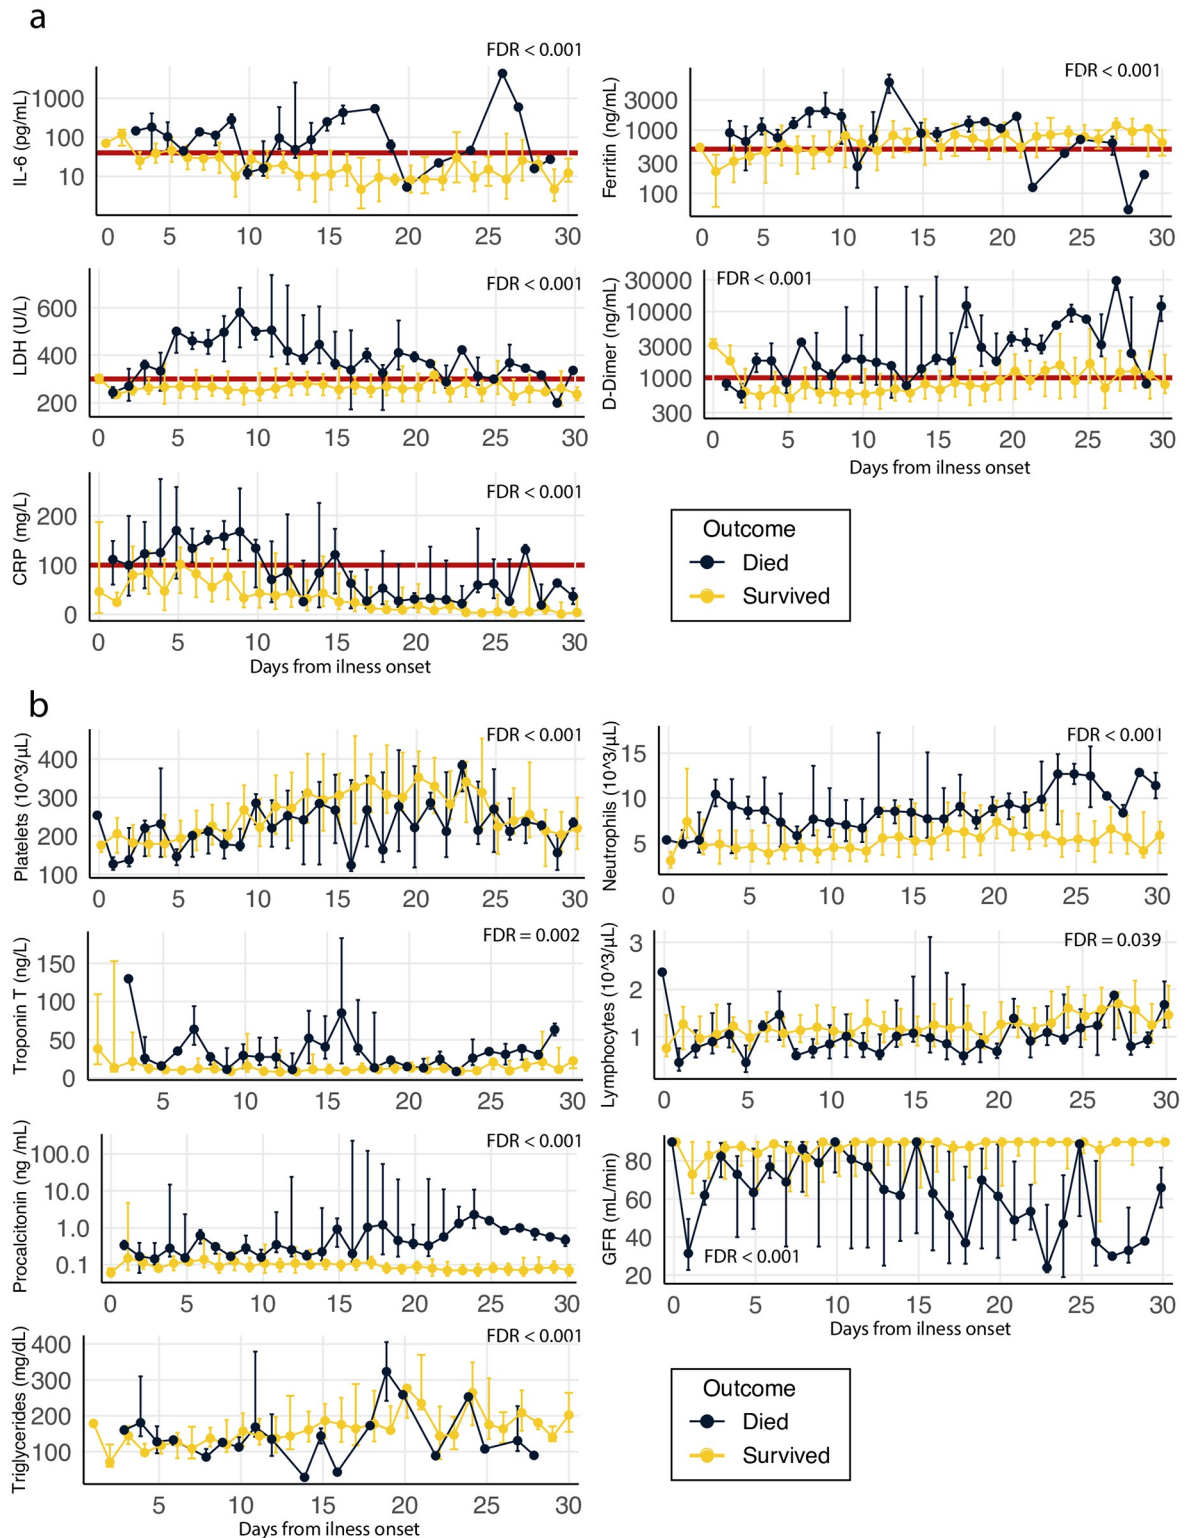 a
FDR < 0.001
IL-6 (pg/mL)
1000
100
10
0 5 10 15 20 25 30
FDR < 0.001
Ferritin (ng/mL)
3000
1000
300
100
0 5 10 15 20 25 30
FDR < 0.001
LDH (U/L)
600
400
200
0 5 10 15 20 25 30
FDR < 0.001
D-Dimer (ng/mL)
30000
10000
3000
1000
300
0 5 10 15 20 25 30
Days from ilness onset
FDR < 0.001
CRP (mg/L)
200
100
0
0 5 10 15 20 25 30
Days from ilness onset
Outcome
Died
Survived
b
FDR < 0.001
Platelets (10^3/µL)
400
300
200
100
0 5 10 15 20 25 30
FDR < 0.001
Neutrophils (10^3/µL)
15
10
5
0 5 10 15 20 25 30
FDR = 0.002
Troponin T (ng/L)
150
100
50
0
5 10 15 20 25 30
FDR = 0.039
Lymphocytes (10^3/µL)
3
2
1
0 5 10 15 20 25 30
FDR < 0.001
Procalcitonin (ng /mL)
100.0
10.0
1.0
0.1
0 5 10 15 20 25 30
GFR (mL/min)
80
60
40
20
FDR < 0.001
0 5 10 15 20 25 30
Days from ilness onset
FDR < 0.001
Triglycerides (mg/dL)
400
300
200
100
5 10 15 20 25 30
Days from ilness onset
Outcome
Died
Survived